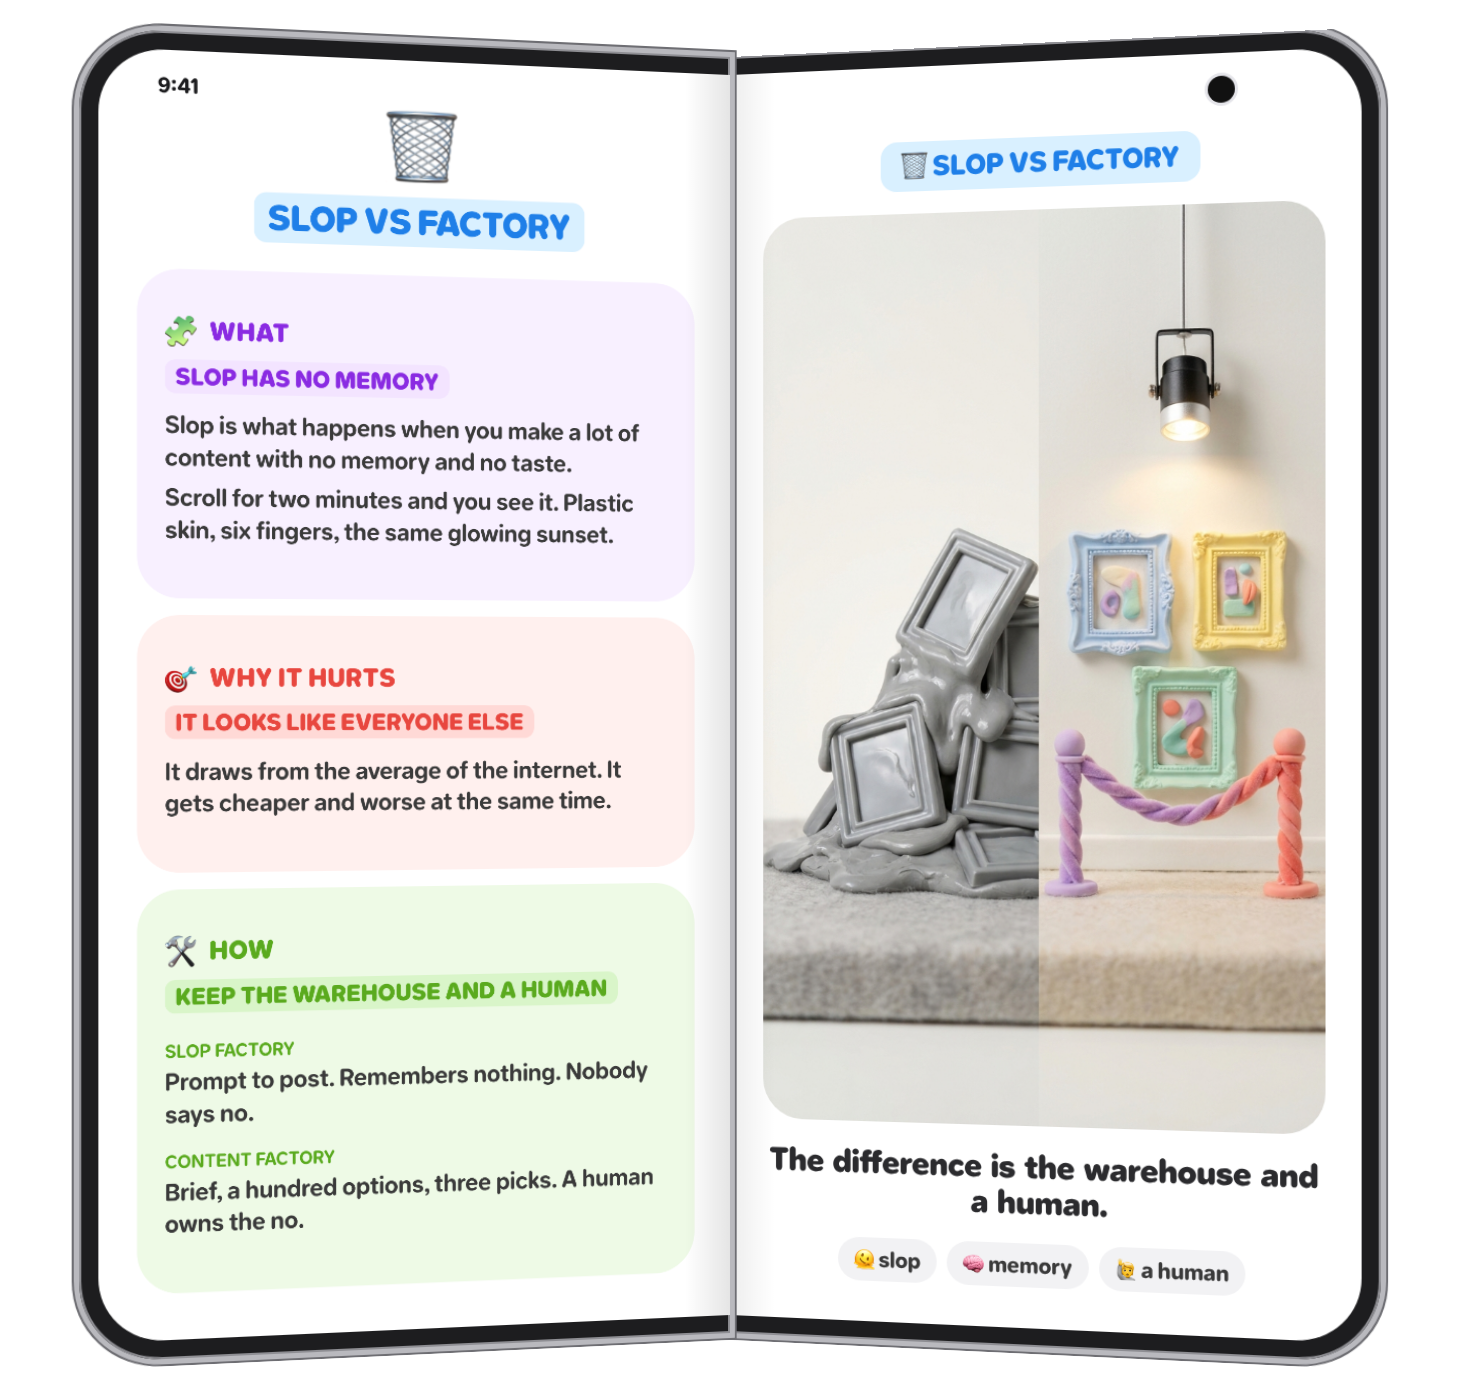 9:41
SLOP VS FACTORY
WHAT
SLOP HAS NO MEMORY
Slop is what happens when you make a lot of
content with no memory and no taste.
Scroll for two minutes and you see it. Plastic
skin, six fingers, the same glowing sunset.
WHY IT HURTS
IT LOOKS LIKE EVERYONE ELSE
It draws from the average of the internet. It
gets cheaper and worse at the same time.
HOW
KEEP THE WAREHOUSE AND A HUMAN
SLOP FACTORY
Prompt to post. Remembers nothing. Nobody
says no.
CONTENT FACTORY
Brief, a hundred options, three picks. A human
owns the no.
SLOP VS FACTORY
The difference is the warehouse and
a human.
slop
memory
a human